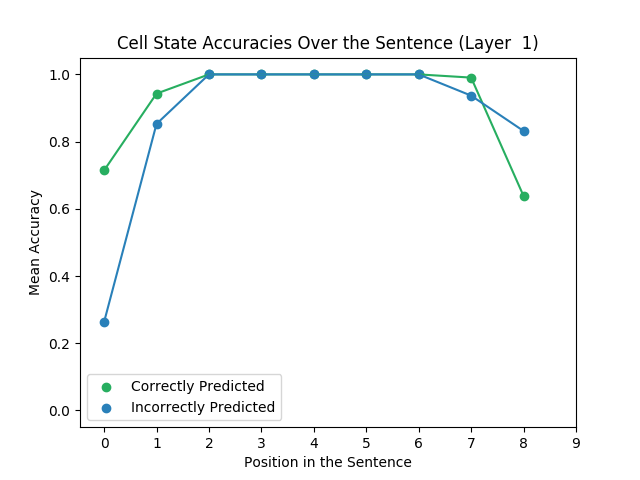 Cell State Accuracies Over the Sentence (Layer  1)
1.0
0.8
0.6
0.4
0.2
0.0
Mean Accuracy
Correctly Predicted
Incorrectly Predicted
0 1 2 3 4 5 6 7 8 9
Position in the Sentence